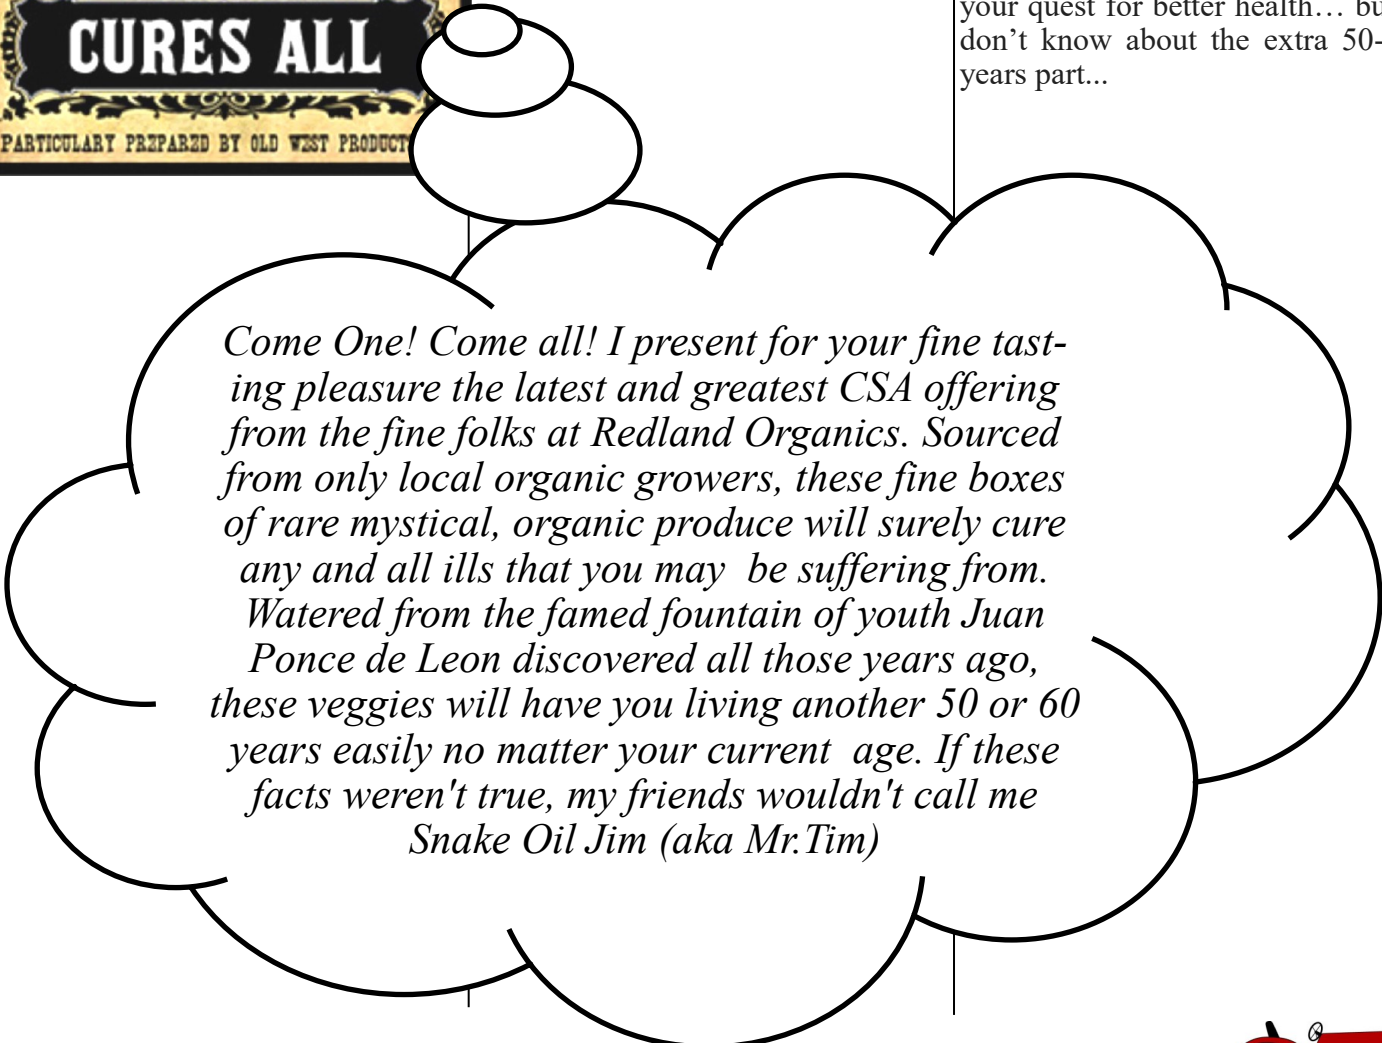 CURES ALL
PARTICULARY PREPARED BY OLD WEST PRODUCT
your quest for better health… bu
don’t know about the extra 50-
years part...
Come One! Come all! I present for your fine tast-
ing pleasure the latest and greatest CSA offering
from the fine folks at Redland Organics. Sourced
from only local organic growers, these fine boxes
of rare mystical, organic produce will surely cure
any and all ills that you may  be suffering from.
Watered from the famed fountain of youth Juan
Ponce de Leon discovered all those years ago,
these veggies will have you living another 50 or 60
years easily no matter your current  age. If these
facts weren't true, my friends wouldn't call me
Snake Oil Jim (aka Mr.Tim)